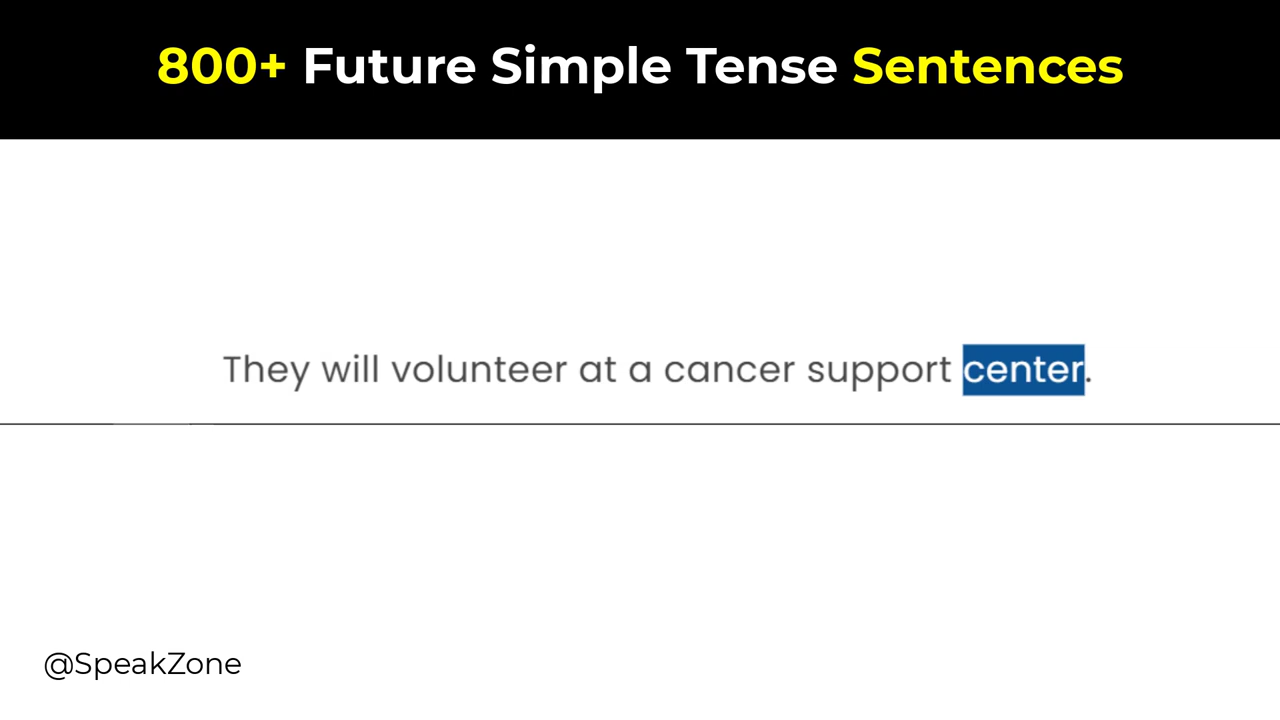 800+ Future Simple Tense Sentences
They will volunteer at a cancer support center.
@SpeakZone